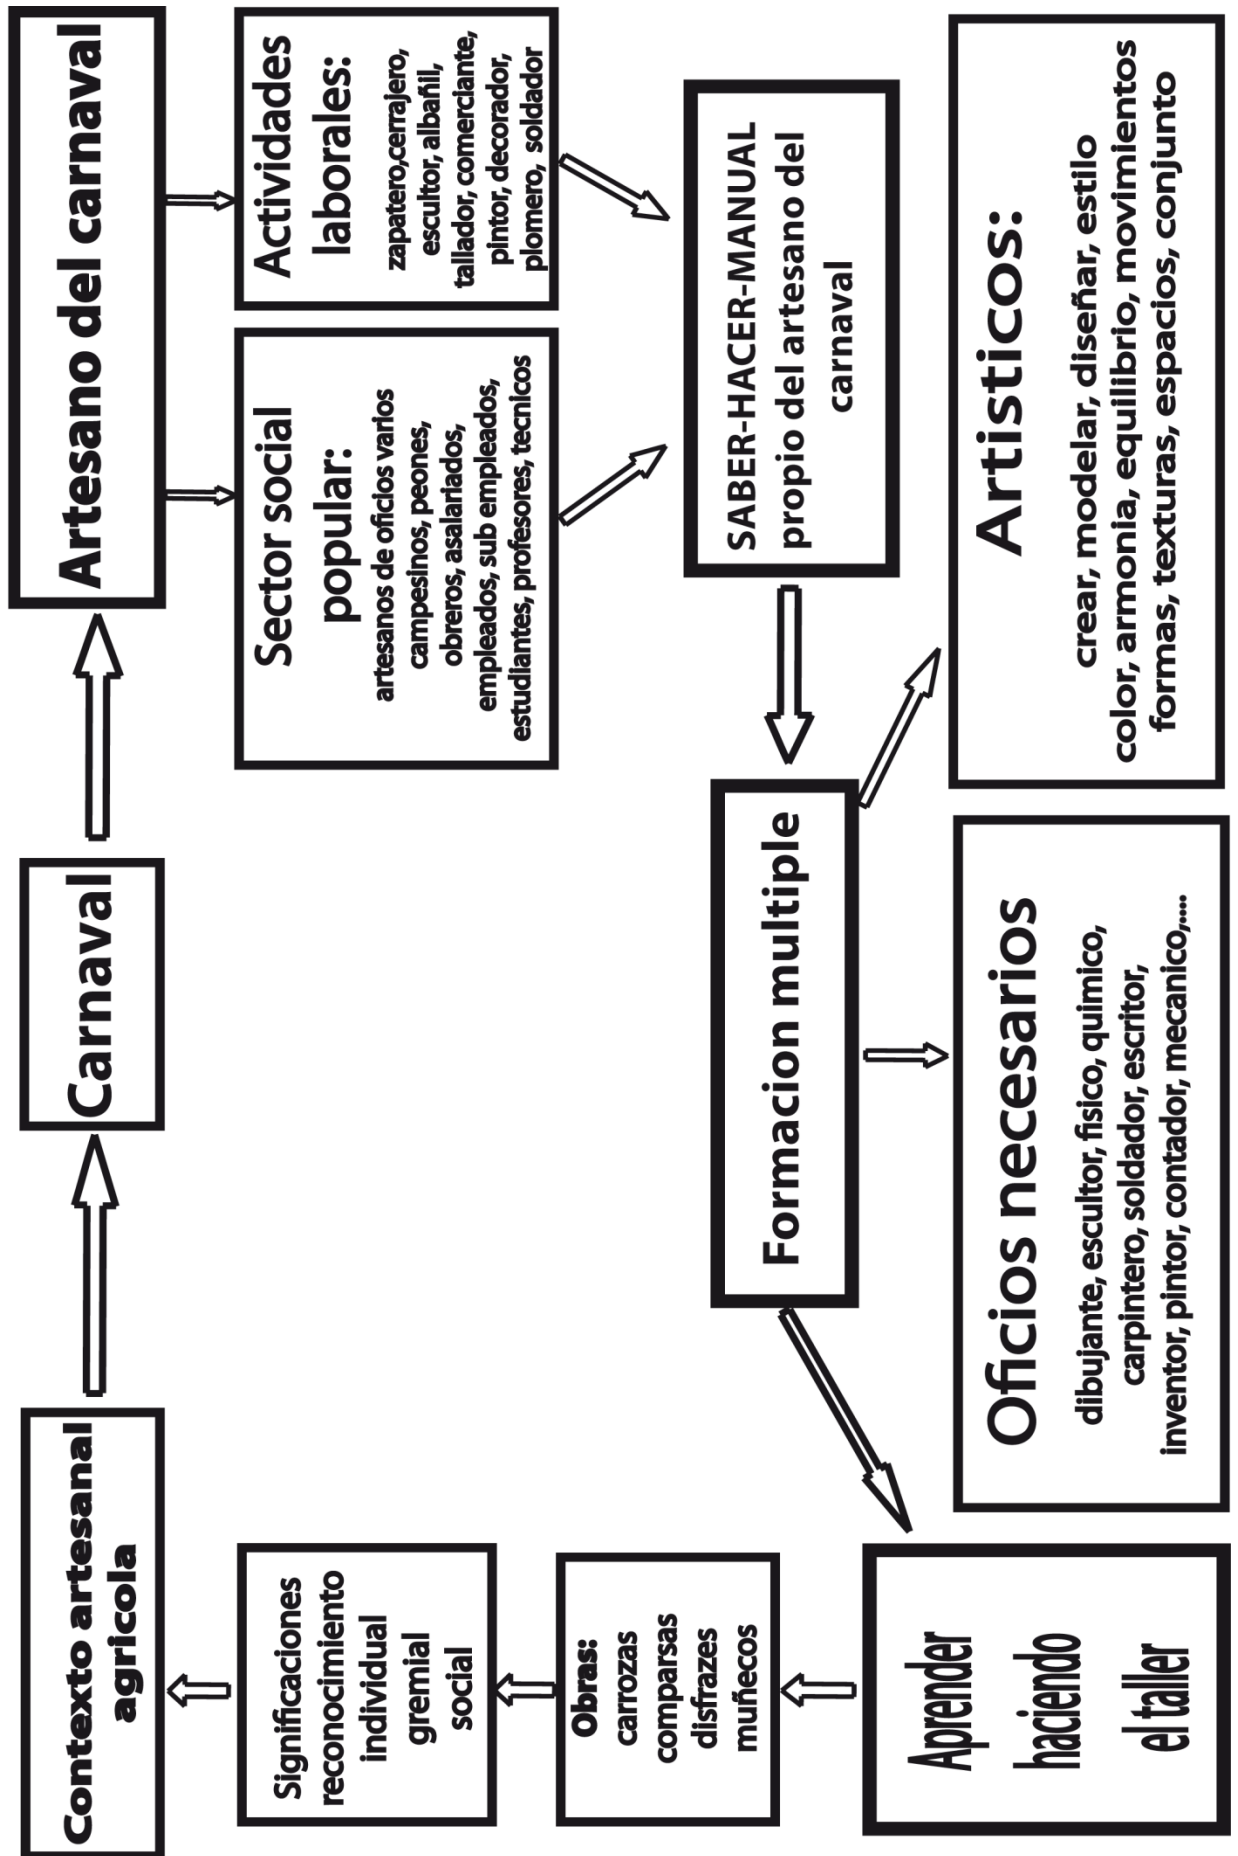 Contexto artesanal
agricola
Carnaval
Artesano del carnaval
Significaciones
reconocimiento
individual
gremial
social
Sector social
popular:
artesanos de oficios varios
campesinos, peones,
obreros, asalariados,
empleados, sub empleados,
estudiantes, profesores, tecnicos
Actividades
laborales:
zapatero,cerrajero,
escultor, albañil,
tallador, comerciante,
pintor, decorador,
plomero, soldador
Obras:
carrozas
comparsas
disfrazes
muñecos
Formacion multiple
SABER-HACER-MANUAL
propio del artesano del
carnaval
Aprender
haciendo
el taller
Oficios necesarios
dibujante, escultor, fisico, quimico,
carpintero, soldador, escritor,
inventor, pintor, contador, mecanico,....
Artisticos:
crear, modelar, diseñar, estilo
color, armonia, equilibrio, movimientos
formas, texturas, espacios, conjunto